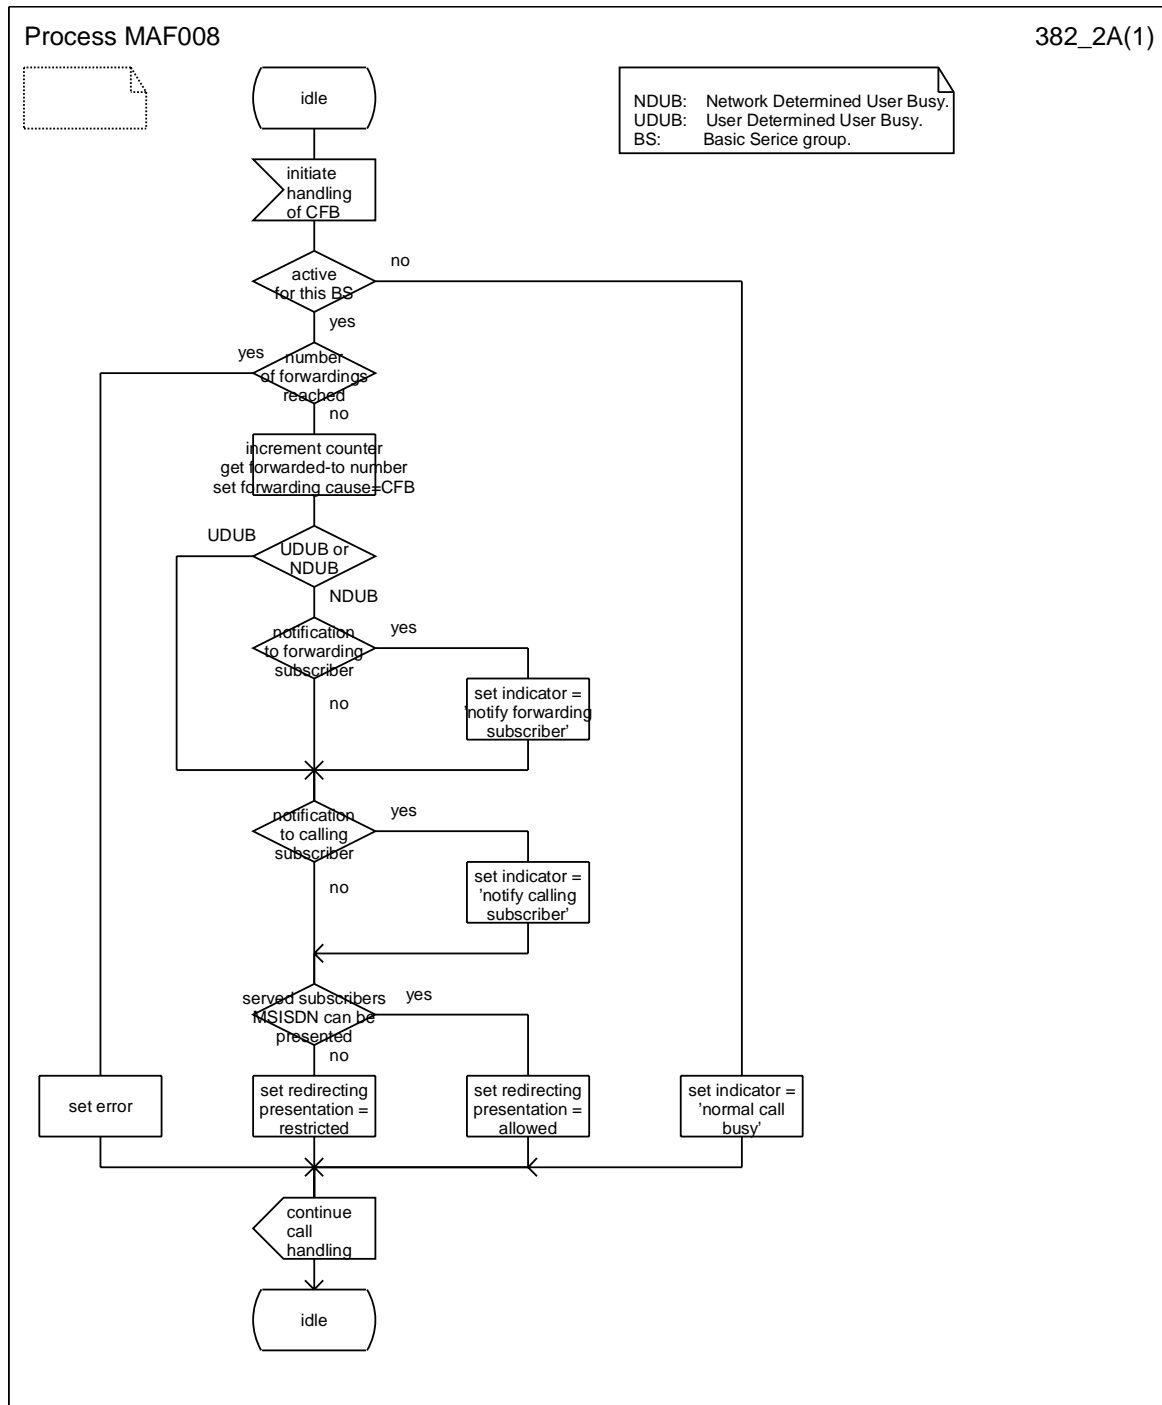 Process MAF008
382_2A(1)
idle
NDUB: Network Determined User Busy.
UDUB: User Determined User Busy.
BS: Basic Serice group.
initiate
handling
of CFB
active
for this BS
no
yes
yes
number
of forwardings
reached
no
increment counter
get forwarded-to number
set forwarding cause=CFB
UDUB
UDUB or
NDUB
NDUB
notification
to forwarding
subscriber
yes
no
set indicator =
'notify forwarding
subscriber'
notification
to calling
subscriber
yes
no
set indicator =
'notify calling
subscriber'
served subscribers
MSISDN can be
presented
yes
no
set error
set redirecting
presentation =
restricted
set redirecting
presentation =
allowed
set indicator =
'normal call
busy'
continue
call
handling
idle